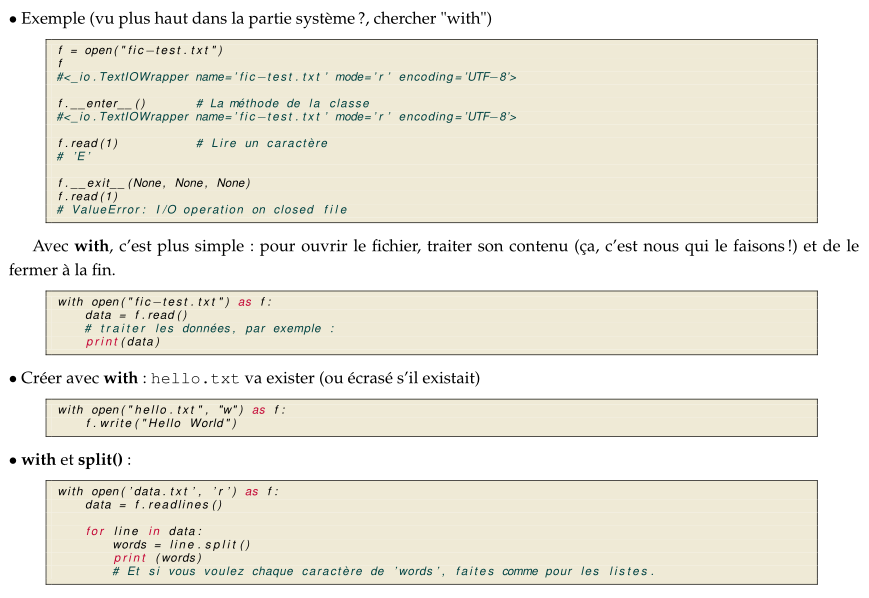 • Exemple (vu plus haut dans la partie système ?, chercher "with")
f = open("fic−test.txt")
f
#<_io.TextIOWrapper name='fic−test.txt' mode='r' encoding='UTF−8'>
f.__enter__() # La méthode de la classe
#<_io.TextIOWrapper name='fic−test.txt' mode='r' encoding='UTF−8'>
f.read(1) # Lire un caractère
# 'E'
f.__exit__(None, None, None)
f.read(1)
# ValueError: I/O operation on closed file
Avec with, c'est plus simple : pour ouvrir le fichier, traiter son contenu (ça, c'est nous qui le faisons !) et de le
fermer à la fin.
with open("fic−test.txt") as f:
data = f.read()
# traiter les données, par exemple :
print(data)
• Créer avec with : hello.txt va exister (ou écrasé s'il existait)
with open("hello.txt", "w") as f:
f.write("Hello World")
• with et split() :
with open('data.txt', 'r') as f:
data = f.readlines()
for line in data:
words = line.split()
print (words)
# Et si vous voulez chaque caractère de 'words', faites comme pour les listes.